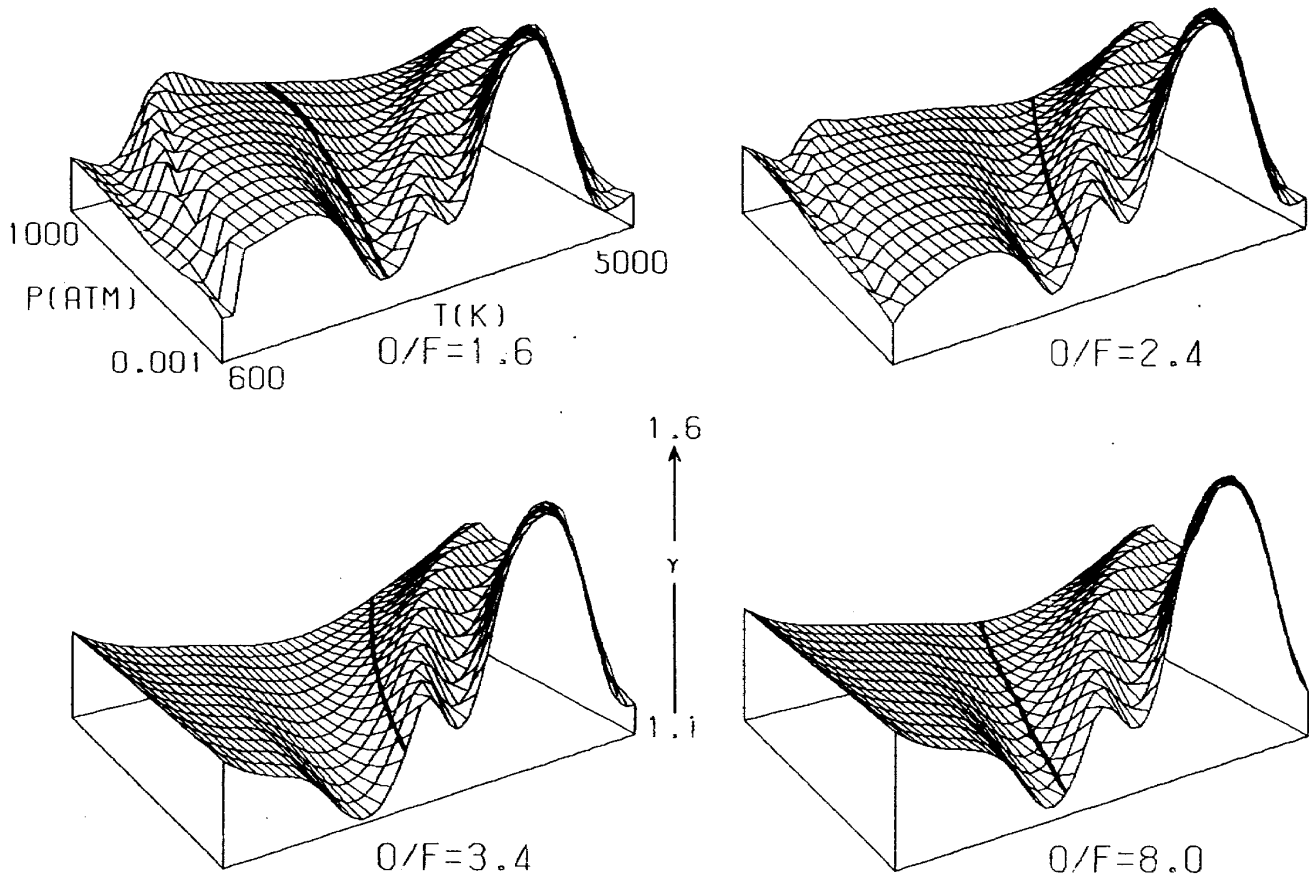 1000
P(ATM)
0.001
600
T(K)
5000
O/F=1.6
O/F=2.4
1.6
γ
1.1
O/F=3.4
O/F=8.0